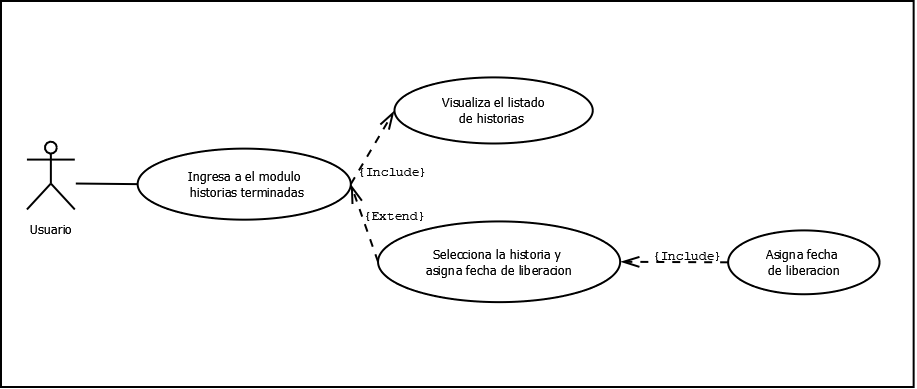 Visualiza el listado
de historias
{Include}
Ingresa a el modulo
historias terminadas
Usuario
{Extend}
Selecciona la historia y
asigna fecha de liberacion
{Include}
Asigna fecha
de liberacion